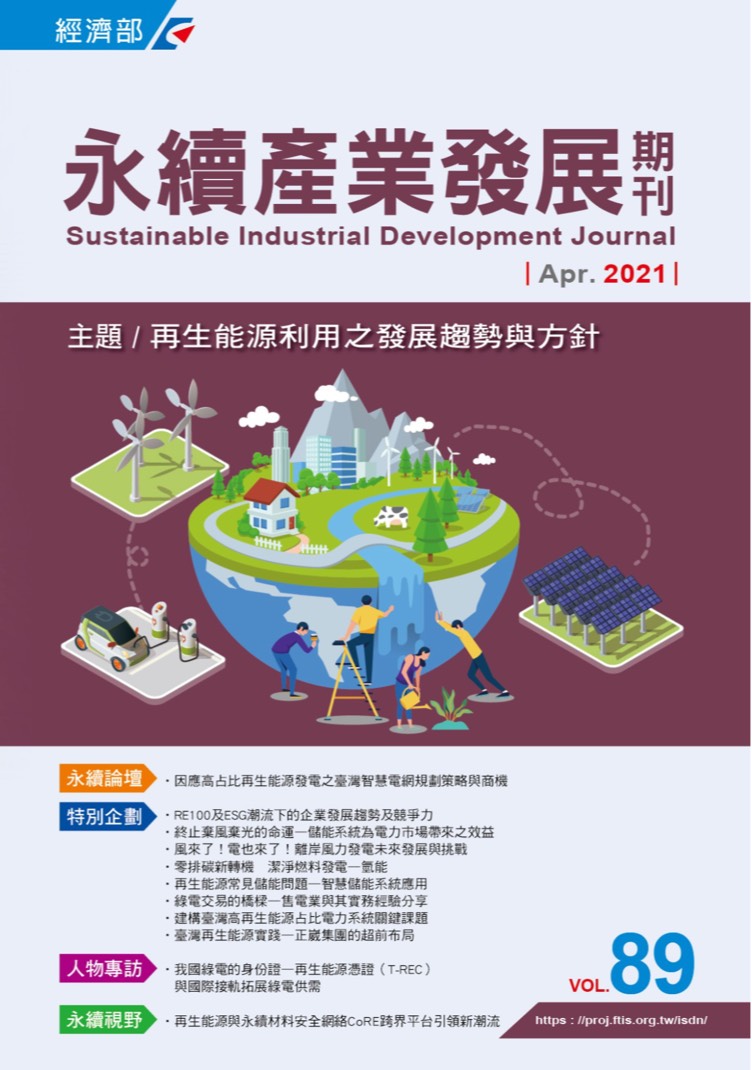 經濟部
永續產業發展期刊
Sustainable Industrial Development Journal
| Apr. 2021 |
主題 / 再生能源利用之發展趨勢與方針
永續論壇
・因應高占比再生能源發電之臺灣智慧電網規劃策略與商機
特別企劃
・RE100及ESG潮流下的企業發展趨勢及競爭力
・終止棄風棄光的命運—儲能系統為電力市場帶來之效益
・風來了！電也來了！離岸風力發電未來發展與挑戰
・零排碳新轉機　潔淨燃料發電—氫能
・再生能源常見儲能問題—智慧儲能系統應用
・綠電交易的橋樑—售電業與其實務經驗分享
・建構臺灣高再生能源占比電力系統關鍵課題
・臺灣再生能源實踐—正崴集團的超前布局
人物專訪
・我國綠電的身份證—再生能源憑證（T-REC）
與國際接軌拓展綠電供需
永續視野
・再生能源與永續材料安全網絡CoRE跨界平台引領新潮流
VOL.89
https : //proj.ftis.org.tw/isdn/